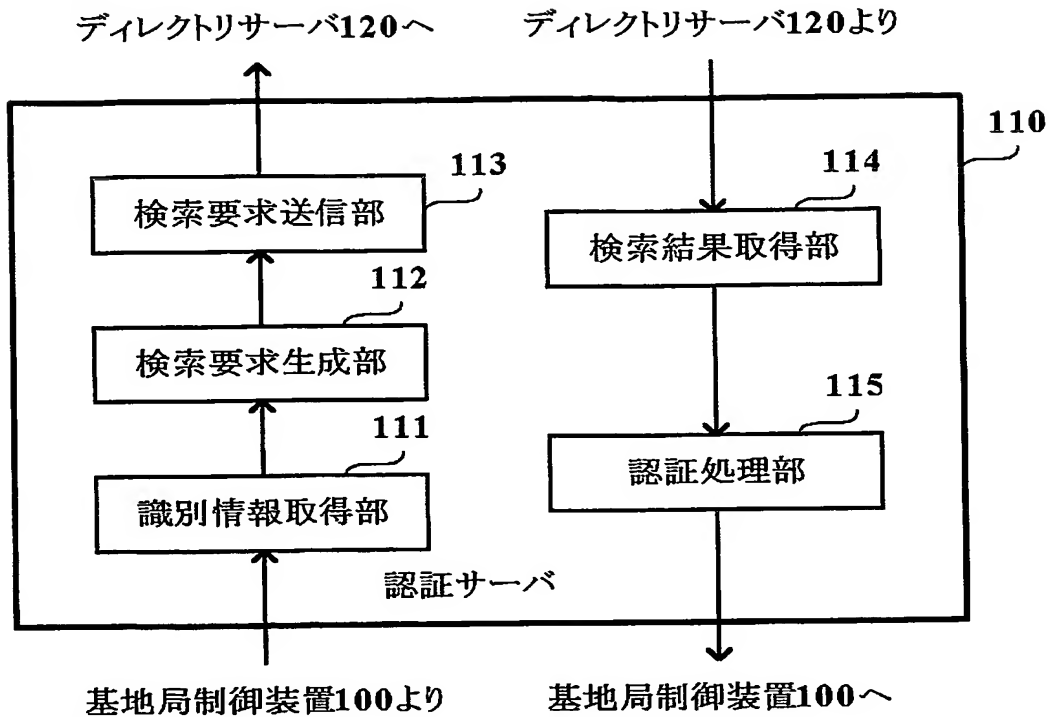 ディレクトリサーバ120へ
ディレクトリサーバ120より
110
113
検索要求送信部
114
検索結果取得部
112
検索要求生成部
115
認証処理部
111
識別情報取得部
認証サーバ
基地局制御装置100より
基地局制御装置100へ